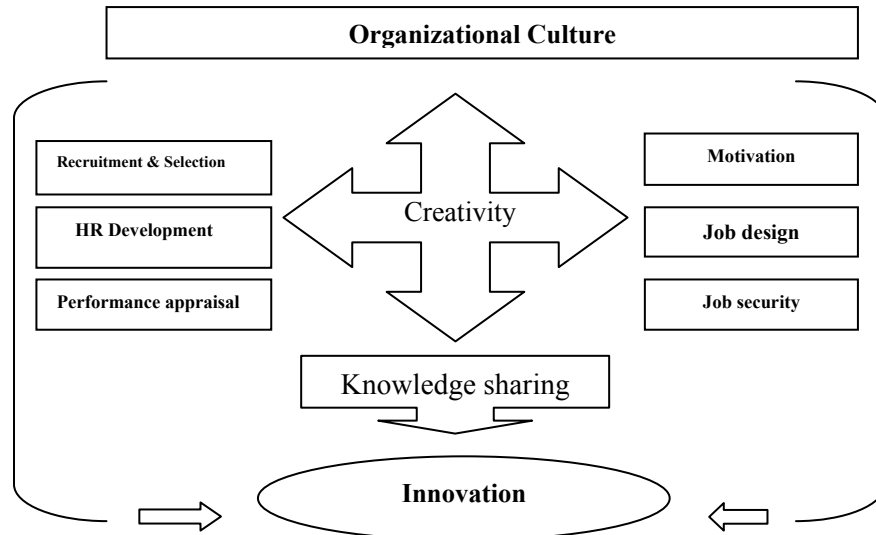 Organizational Culture
Recruitment & Selection
Motivation
Creativity
HR Development
Job design
Performance appraisal
Job security
Knowledge sharing
Innovation